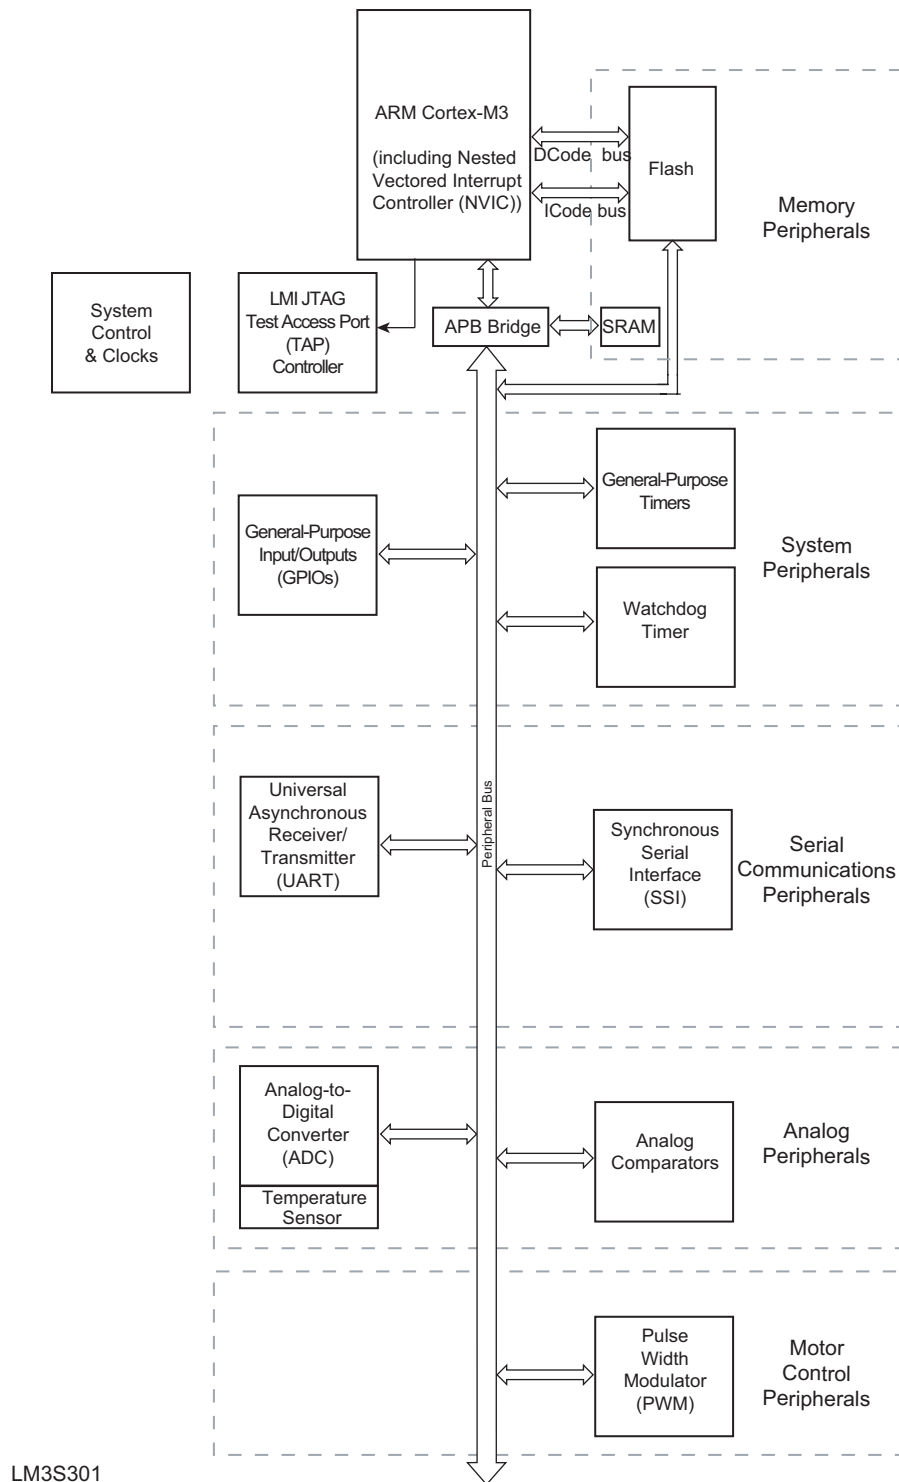 ARM Cortex-M3
(including Nested
Vectored Interrupt
Controller (NVIC))
DCode bus
ICode bus
Flash
Memory
Peripherals
System
Control
& Clocks
LMI JTAG
Test Access Port
(TAP)
Controller
APB Bridge
SRAM
General-Purpose
Input/Outputs
(GPIOs)
General-Purpose
Timers
Watchdog
Timer
System
Peripherals
Peripheral Bus
Universal
Asynchronous
Receiver/
Transmitter
(UART)
Synchronous
Serial
Interface
(SSI)
Serial
Communications
Peripherals
Analog-to-
Digital
Converter
(ADC)
Temperature
Sensor
Analog
Comparators
Analog
Peripherals
Pulse
Width
Modulator
(PWM)
Motor
Control
Peripherals
LM3S301